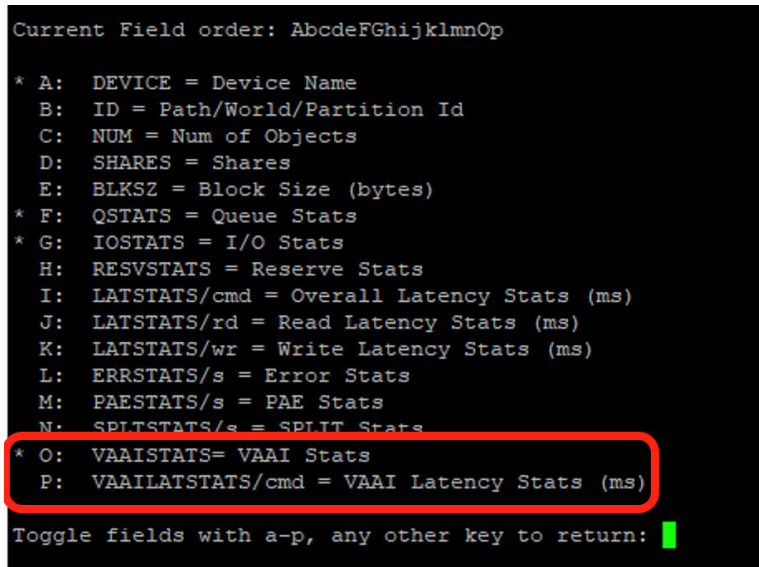 Current Field order: AbcdeFGhijklmnOp
* A: DEVICE = Device Name
B: ID = Path/World/Partition Id
C: NUM = Num of Objects
D: SHARES = Shares
E: BLKSZ = Block Size (bytes)
* F: QSTATS = Queue Stats
* G: IOSTATS = I/O Stats
H: RESVSTATS = Reserve Stats
I: LATSTATS/cmd = Overall Latency Stats (ms)
J: LATSTATS/rd = Read Latency Stats (ms)
K: LATSTATS/wr = Write Latency Stats (ms)
L: ERRSTATS/s = Error Stats
M: PAESTATS/s = PAE Stats
N: SPLTSTATS/s = SPLIT Stats
* O: VAAISTATS= VAAI Stats
P: VAAILATSTATS/cmd = VAAI Latency Stats (ms)
Toggle fields with a-p, any other key to return: